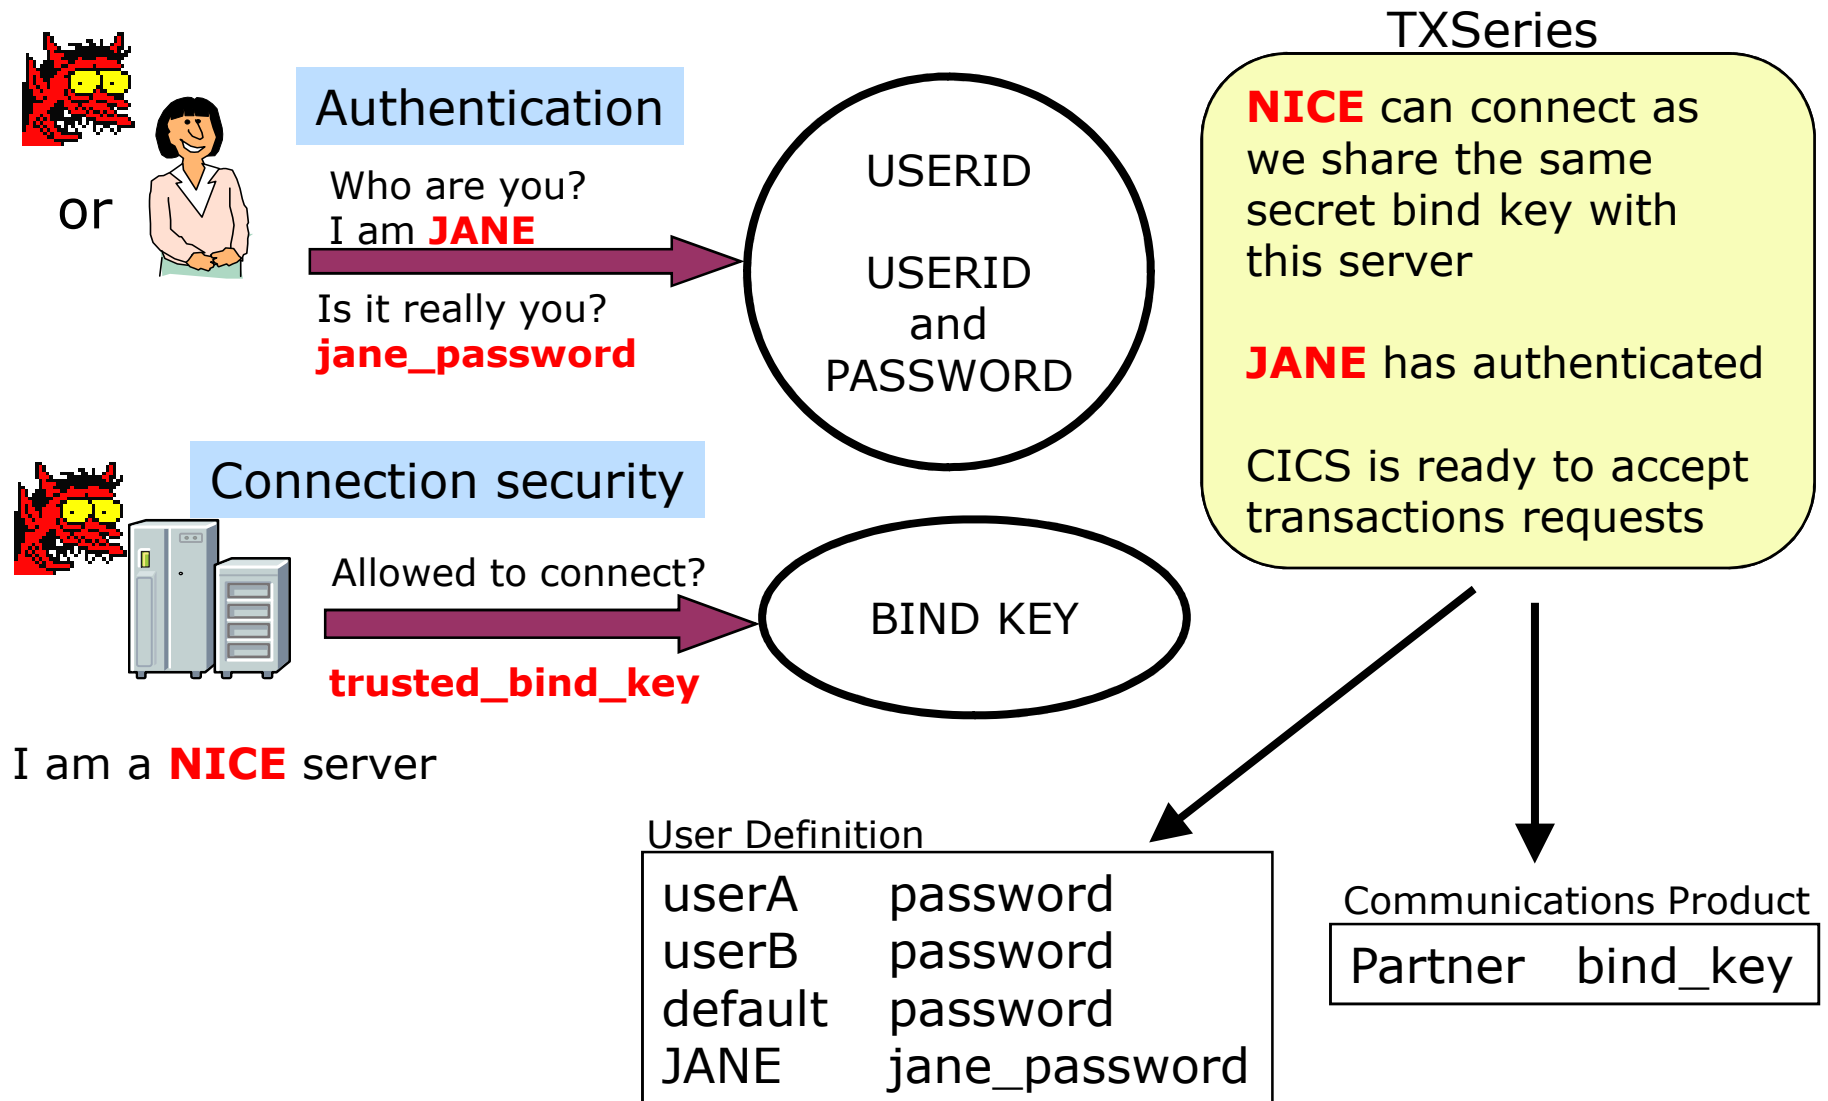 TXSeries
Authentication
or
Who are you?
I am JANE
Is it really you?
jane_password
USERID
USERID
and
PASSWORD
NICE can connect as
we share the same
secret bind key with
this server
JANE has authenticated
CICS is ready to accept
transactions requests
Connection security
Allowed to connect?
trusted_bind_key
BIND KEY
I am a NICE server
User Definition
userA password
userB password
default password
JANE jane_password
Communications Product
Partner bind_key